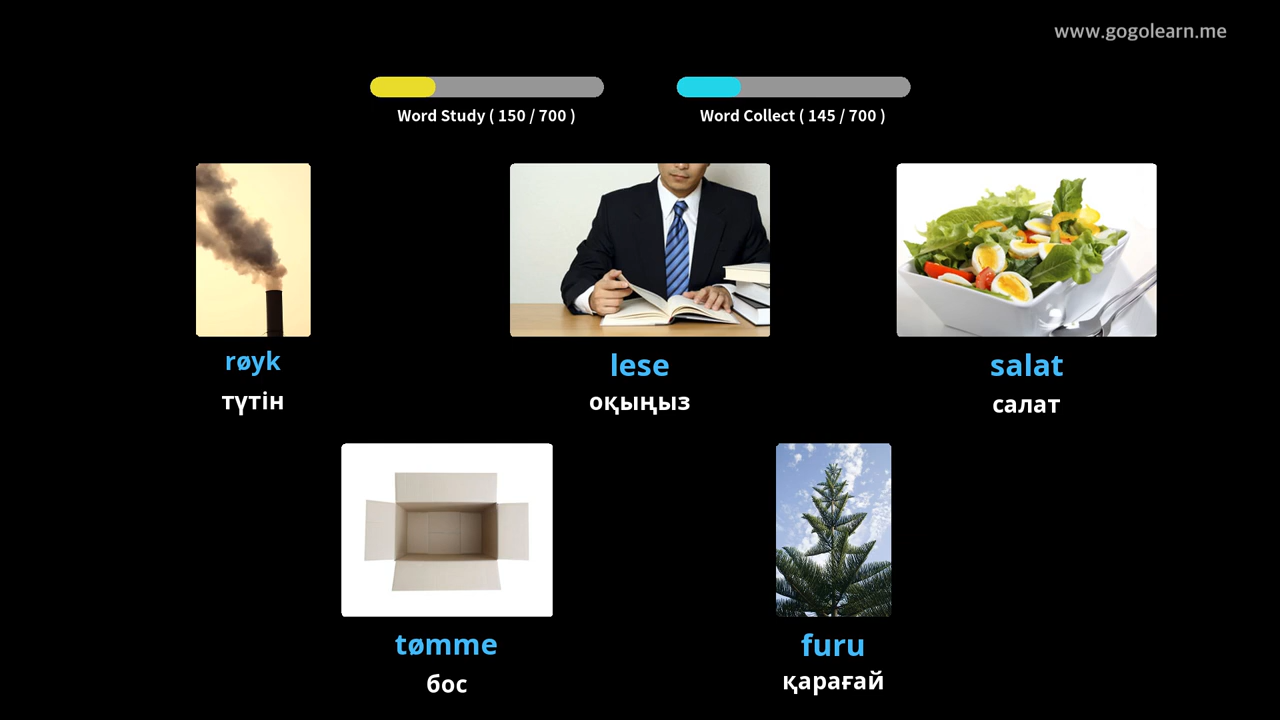 www.gogolearn.me
Word Study ( 150 / 700 )
Word Collect ( 145 / 700 )
røyk
түтін
lese
оқыңыз
salat
салат
tømme
бос
furu
қарағай